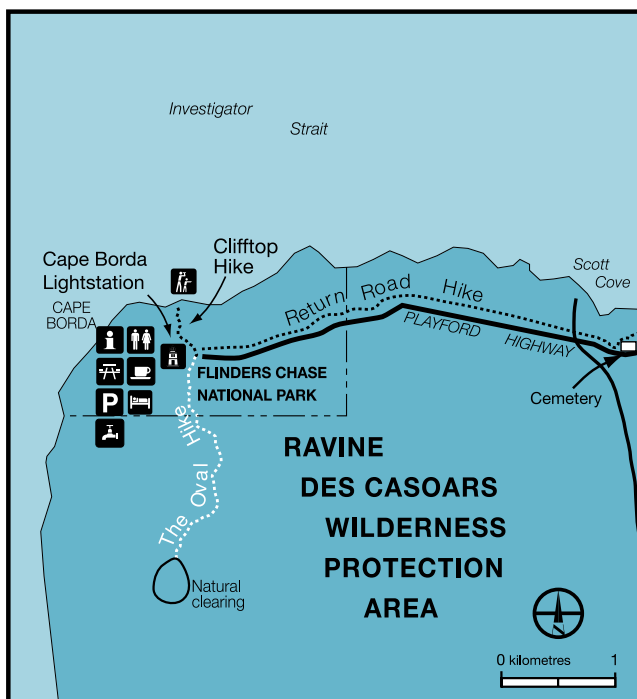 Investigator
Strait
Clifftop
Hike
Cape Borda
Lightstation
CAPE
BORDA
Scott
Cove
Return Road Hike
PLAYFORD HIGHWAY
Cemetery
FLINDERS CHASE
NATIONAL PARK
P
The Oval Hike
RAVINE
DES CASOARS
WILDERNESS
PROTECTION
AREA
Natural
clearing
N
0 kilometres 1